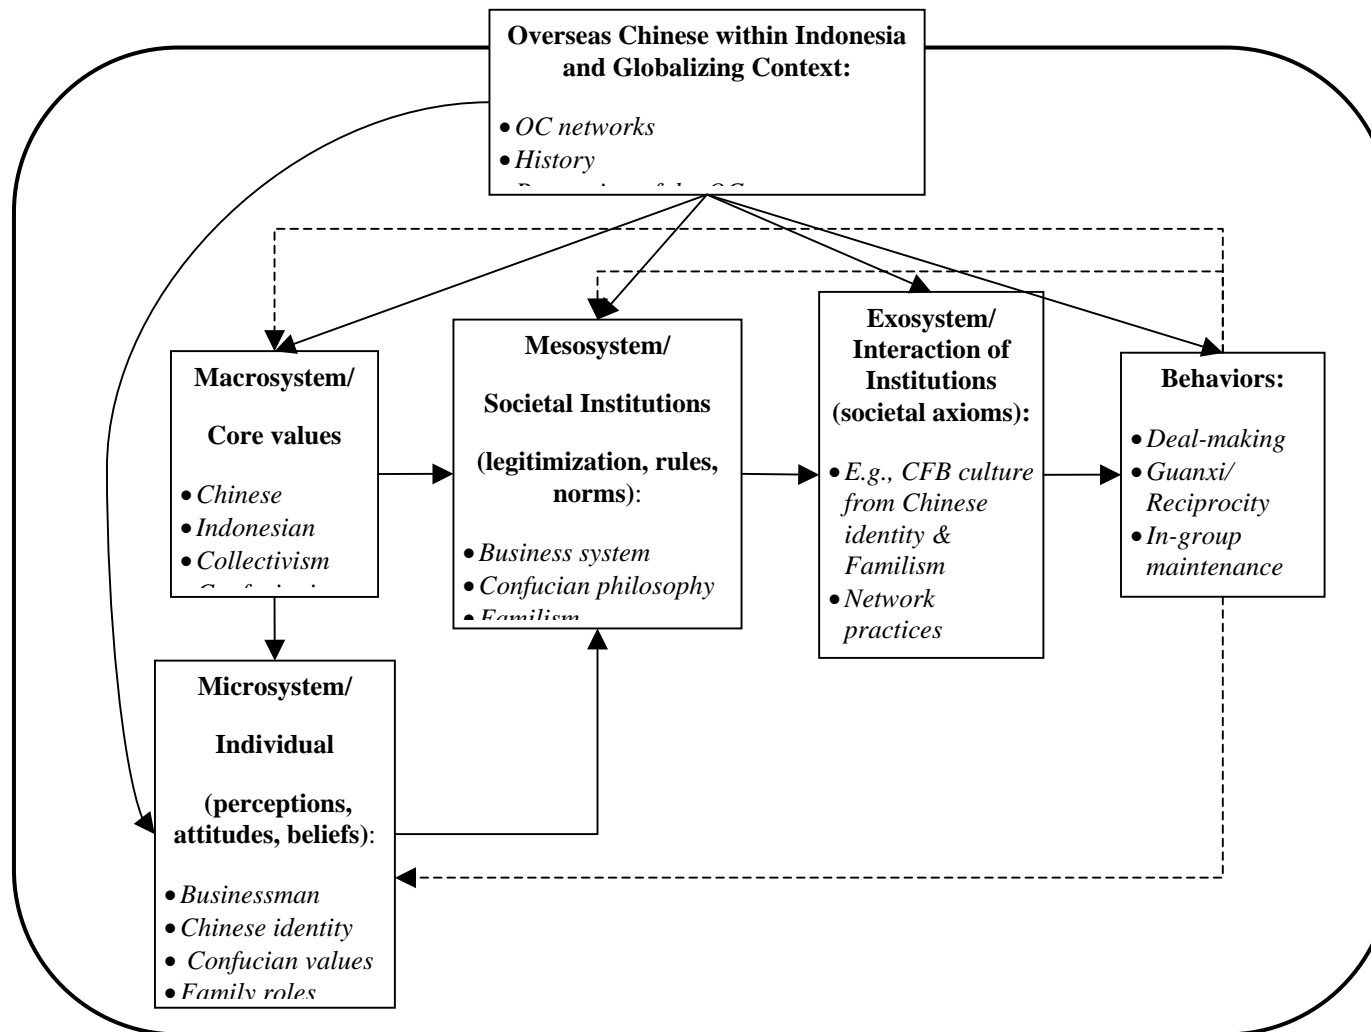 Overseas Chinese within Indonesia
and Globalizing Context:
• OC networks
• History
Macrosystem/
Core values
• Chinese
• Indonesian
• Collectivism
Mesosystem/
Societal Institutions
(legitimization, rules,
norms):
• Business system
• Confucian philosophy
• Familism
Exosystem/
Interaction of
Institutions
(societal axioms):
• E.g., CFB culture
from Chinese
identity &
Familism
• Network
practices
Behaviors:
• Deal-making
• Guanxi/
Reciprocity
• In-group
maintenance
Microsystem/
Individual
(perceptions,
attitudes, beliefs):
• Businessman
• Chinese identity
• Confucian values
• Family roles